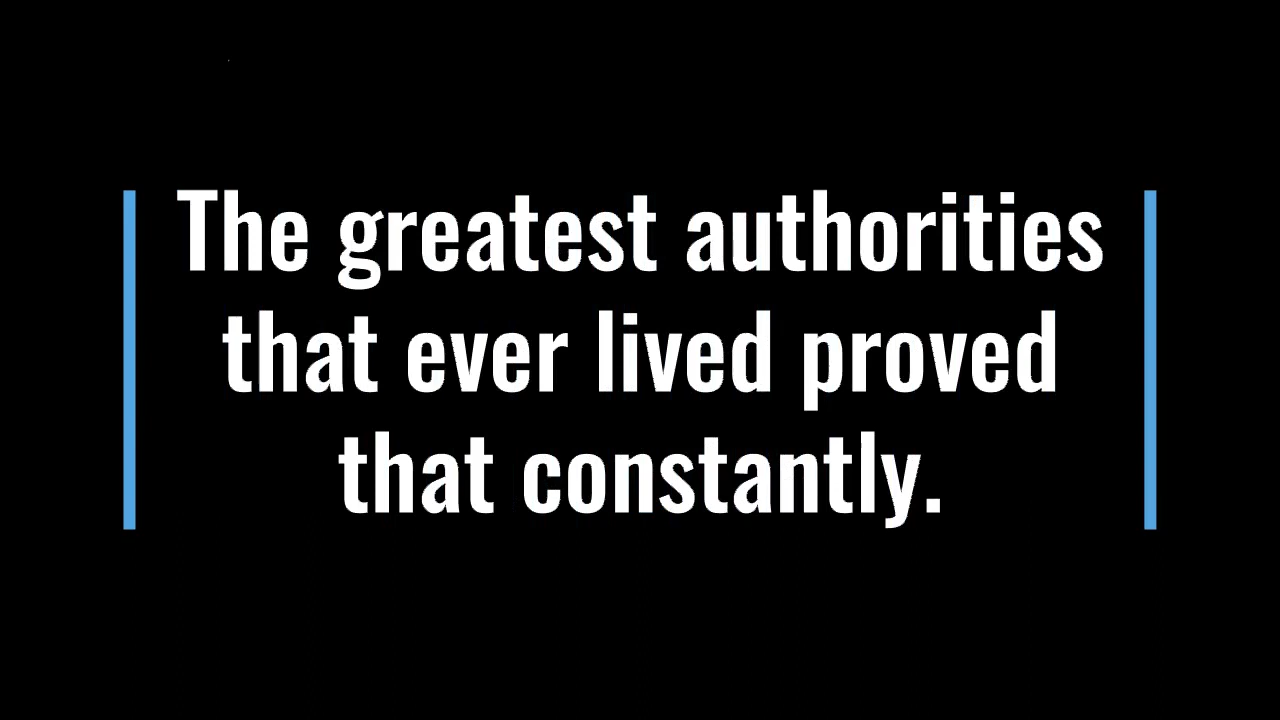 The greatest authorities
that ever lived proved
that constantly.